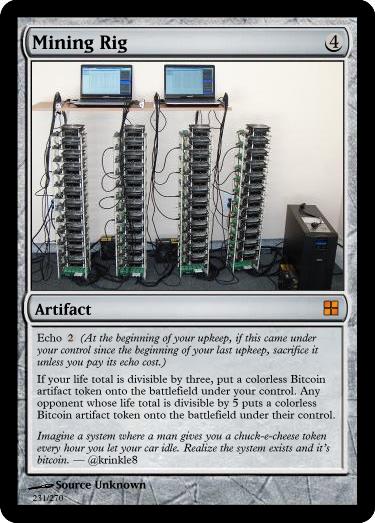 Mining Rig 4
Artifact
Echo 2 (At the beginning of your upkeep, if this came under
your control since the beginning of your last upkeep, sacrifice it
unless you pay its echo cost.)
If your life total is divisible by three, put a colorless Bitcoin
artifact token onto the battlefield under your control. Any
opponent whose life total is divisible by 5 puts a colorless
Bitcoin artifact token onto the battlefield under their control.
Imagine a system where a man gives you a chuck-e-cheese token
every hour you let your car idle. Realize the system exists and it's
bitcoin. — @krinkle8
Source Unknown
231/270